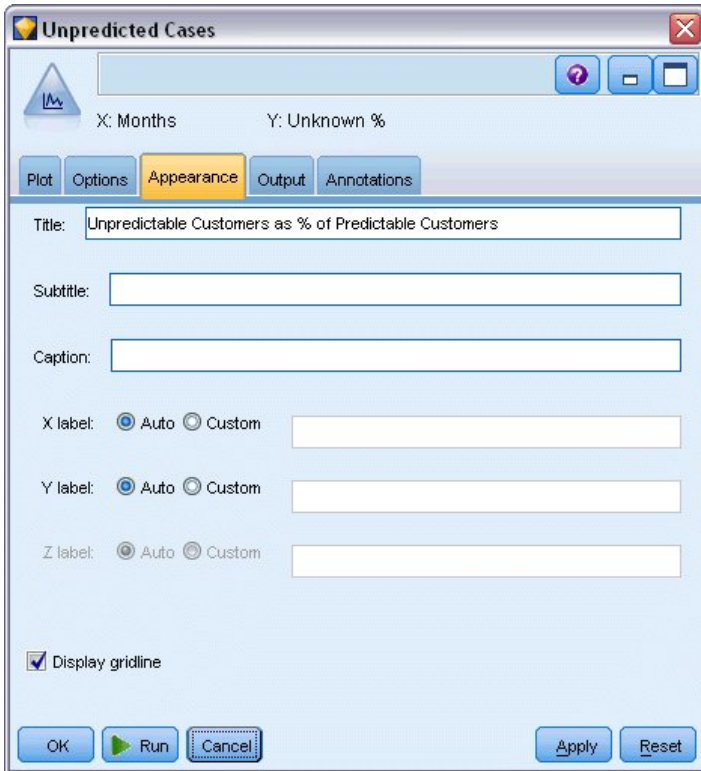 Unpredicted Cases
X: Months Y: Unknown %
Plot Options Appearance Output Annotations
Title: Unpredictable Customers as % of Predictable Customers
Subtitle:
Caption:
X label: Auto Custom
Y label: Auto Custom
Z label: Auto Custom
Display gridline
OK Run Cancel Apply Reset